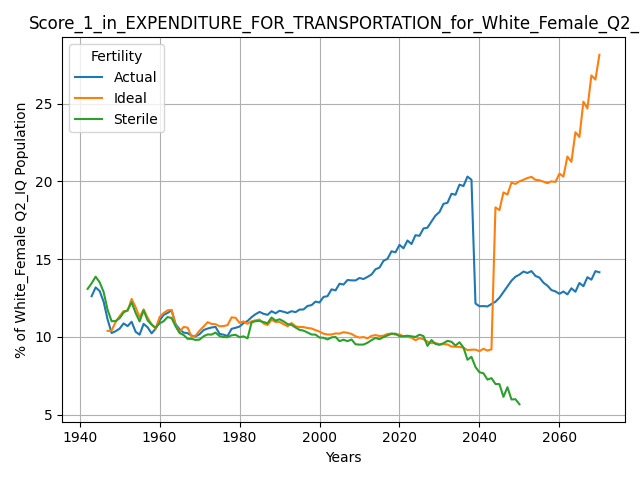 Score_1_in_EXPENDITURE_FOR_TRANSPORTATION_for_White_Female_Q2_
Fertility
Actual
Ideal
Sterile
% of White_Female Q2_IQ Population
25
20
15
10
5
1940 1960 1980 2000 2020 2040 2060
Years